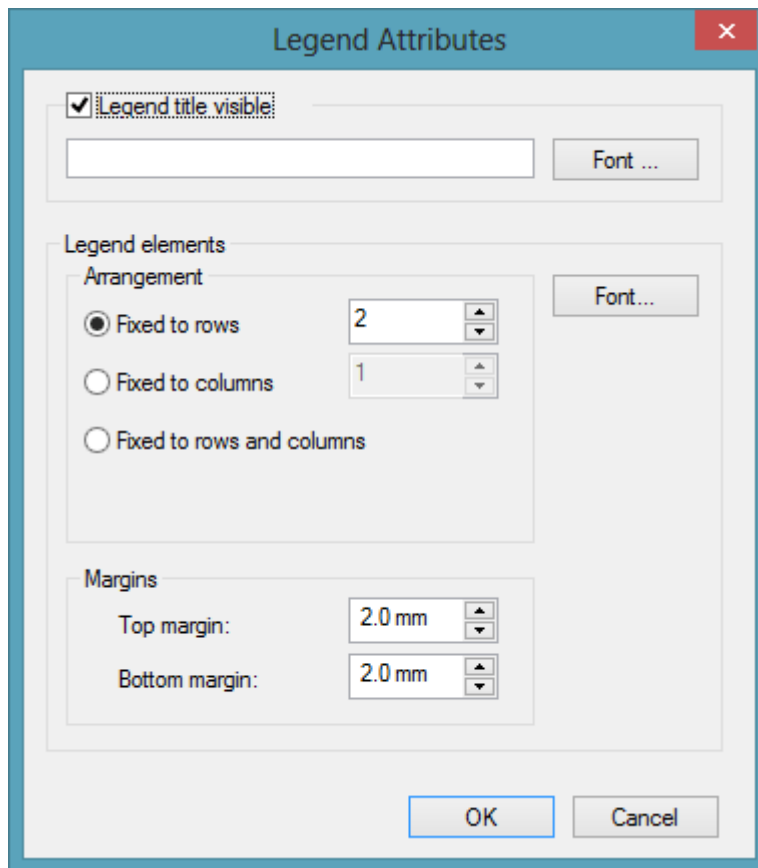 Legend Attributes
Legend title visible
Font ...
Legend elements
Arrangement
Font...
Fixed to rows 2
Fixed to columns 1
Fixed to rows and columns
Margins
Top margin: 2.0 mm
Bottom margin: 2.0 mm
OK Cancel